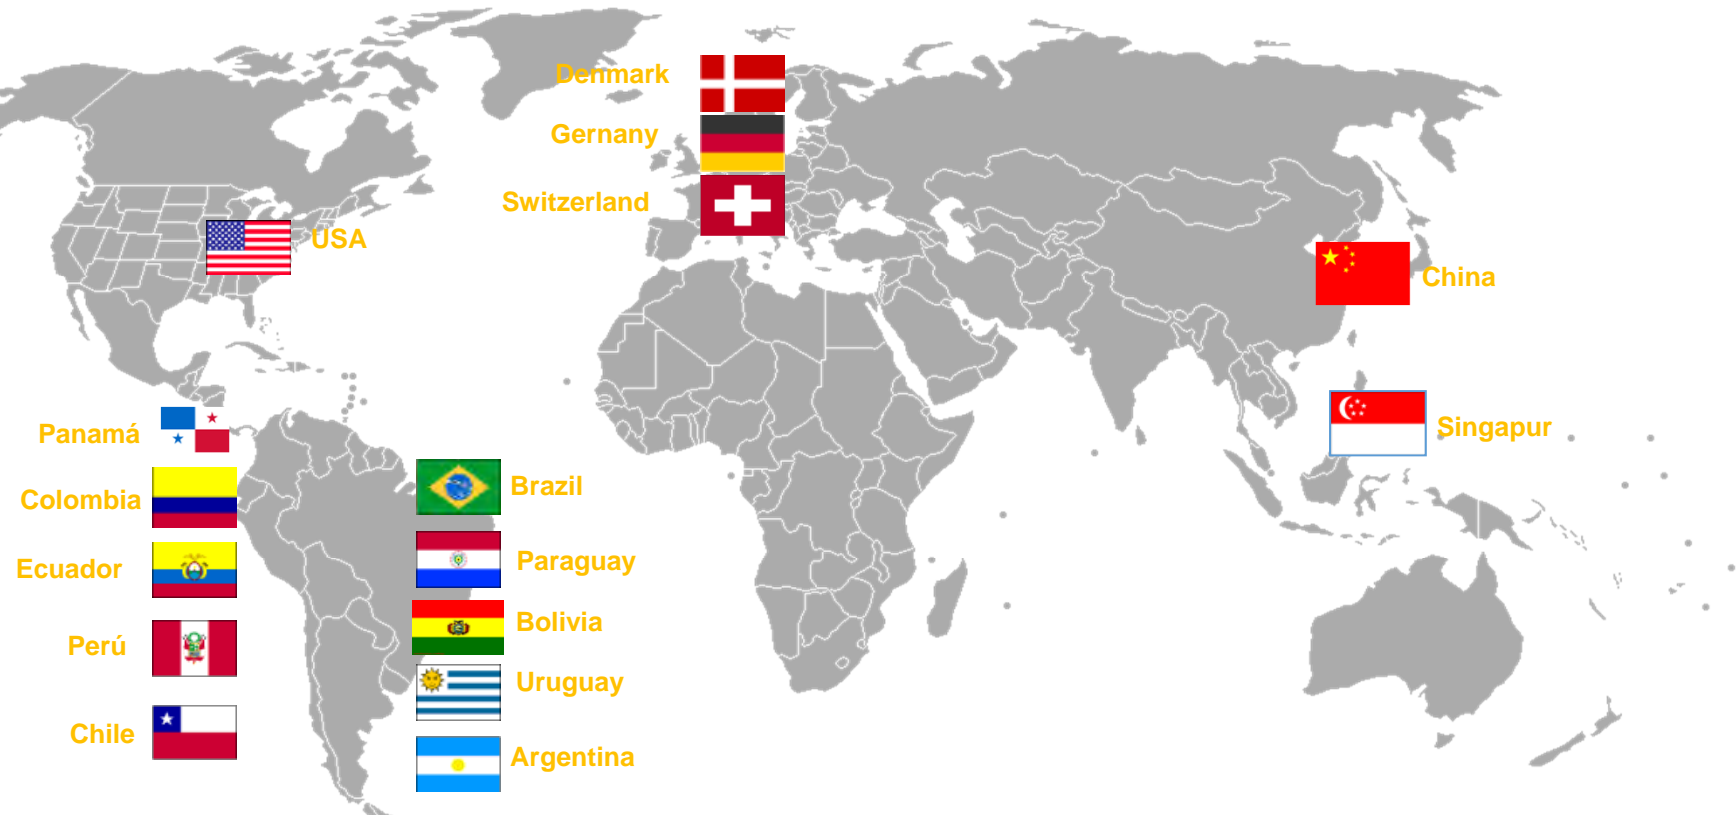 Denmark
Gernany
Switzerland
USA
China
Panamá
Singapur
Colombia
Brazil
Ecuador
Paraguay
Perú
Bolivia
Uruguay
Chile
Argentina